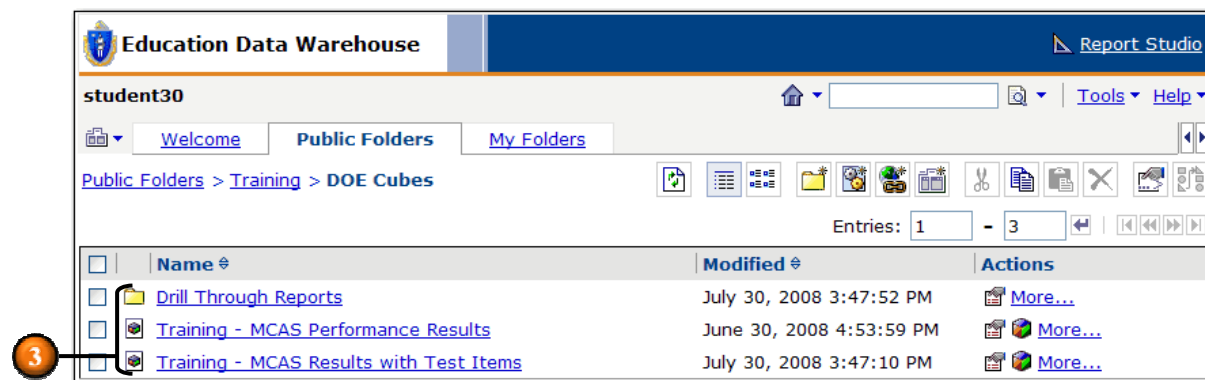 Education Data Warehouse Report Studio
student30 Tools Help
Welcome Public Folders My Folders
Public Folders > Training > DOE Cubes
Entries: 1 - 3
Name Modified Actions
Drill Through Reports July 30, 2008 3:47:52 PM More...
Training - MCAS Performance Results June 30, 2008 4:53:59 PM More...
3
Training - MCAS Results with Test Items July 30, 2008 3:47:10 PM More...